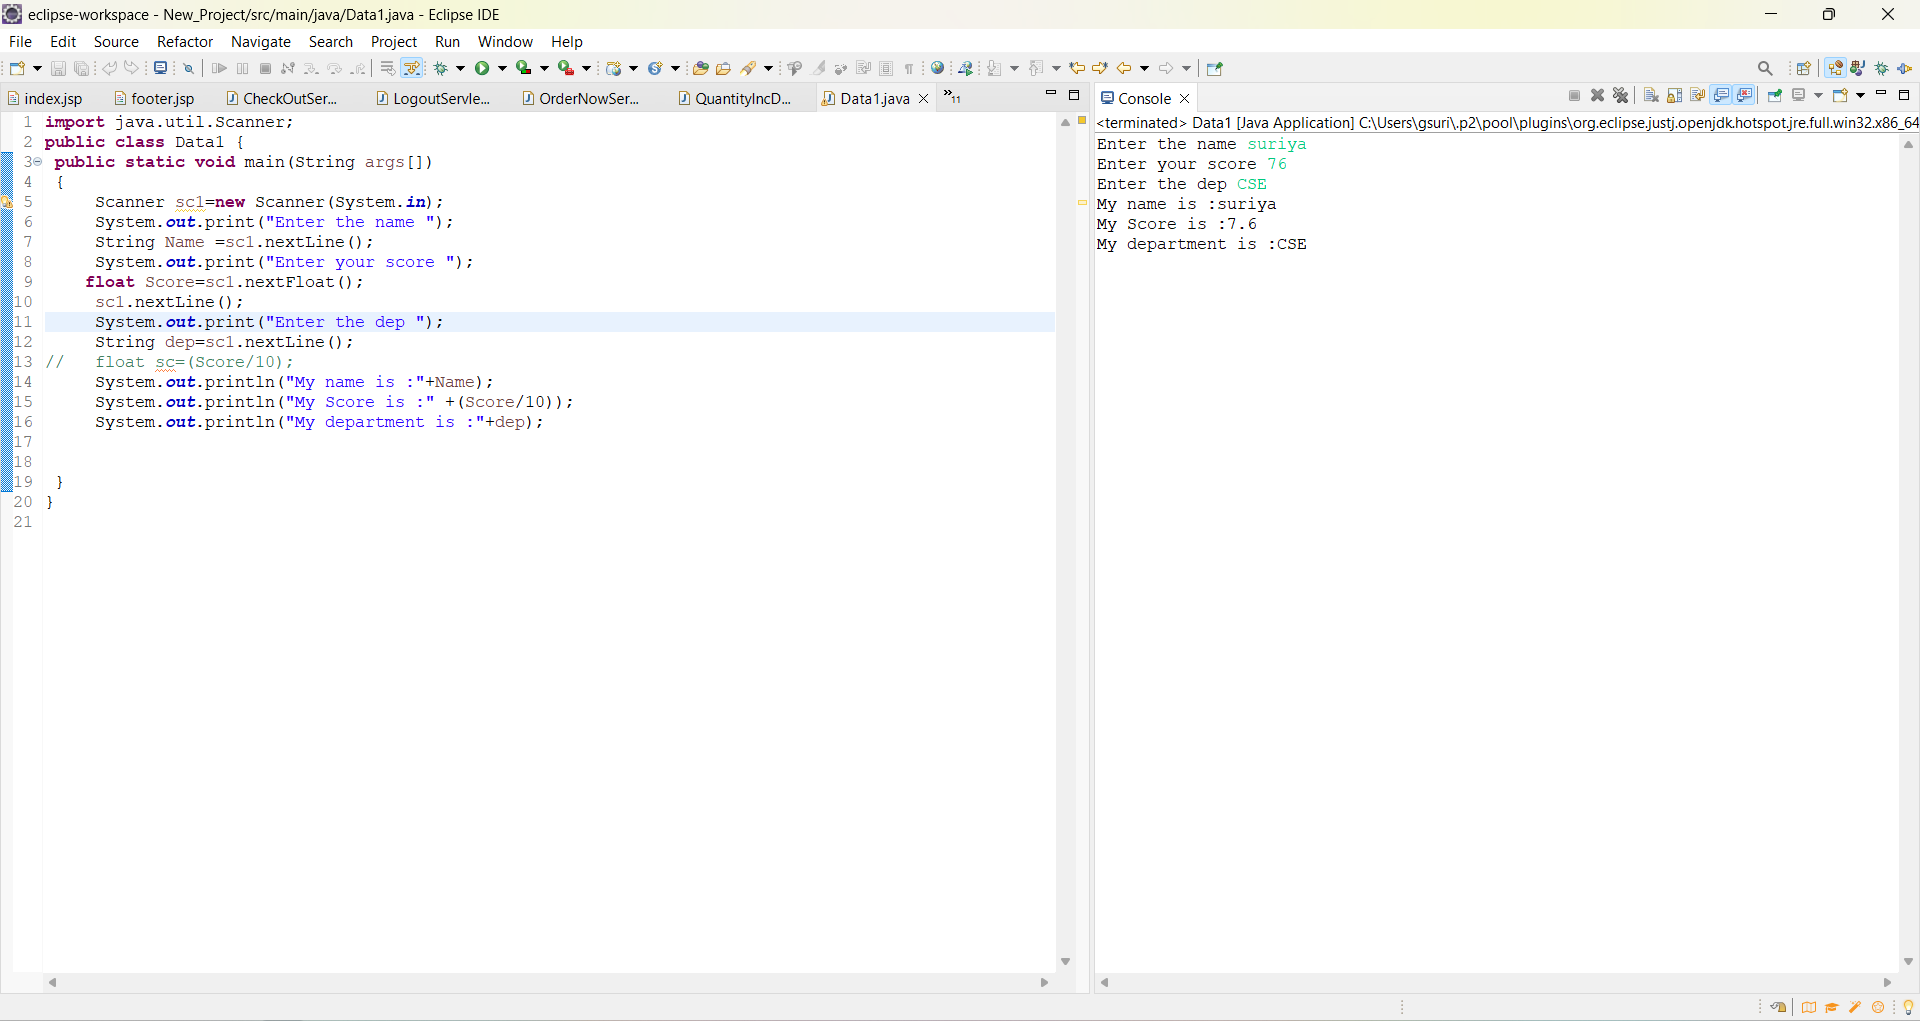 eclipse-workspace - New_Project/src/main/java/Data1.java - Eclipse IDE
File Edit Source Refactor Navigate Search Project Run Window Help
index.jsp footer.jsp CheckOutSer... LogoutServle... OrderNowSer... QuantityIncD... Data1.java »11
1 import java.util.Scanner;
2 public class Data1 {
3 public static void main(String args[])
4 {
5 Scanner sc1=new Scanner(System.in);
6 System.out.print("Enter the name ");
7 String Name =sc1.nextLine();
8 System.out.print("Enter your score ");
9 float Score=sc1.nextFloat();
10 sc1.nextLine();
11 System.out.print("Enter the dep ");
12 String dep=sc1.nextLine();
13 // float sc=(Score/10);
14 System.out.println("My name is :"+Name);
15 System.out.println("My Score is :" +(Score/10));
16 System.out.println("My department is :"+dep);
17
18
19 }
20 }
21
Console
<terminated> Data1 [Java Application] C:\Users\gsuri\.p2\pool\plugins\org.eclipse.justj.openjdk.hotspot.jre.full.win32.x86_64
Enter the name suriya
Enter your score 76
Enter the dep CSE
My name is :suriya
My Score is :7.6
My department is :CSE